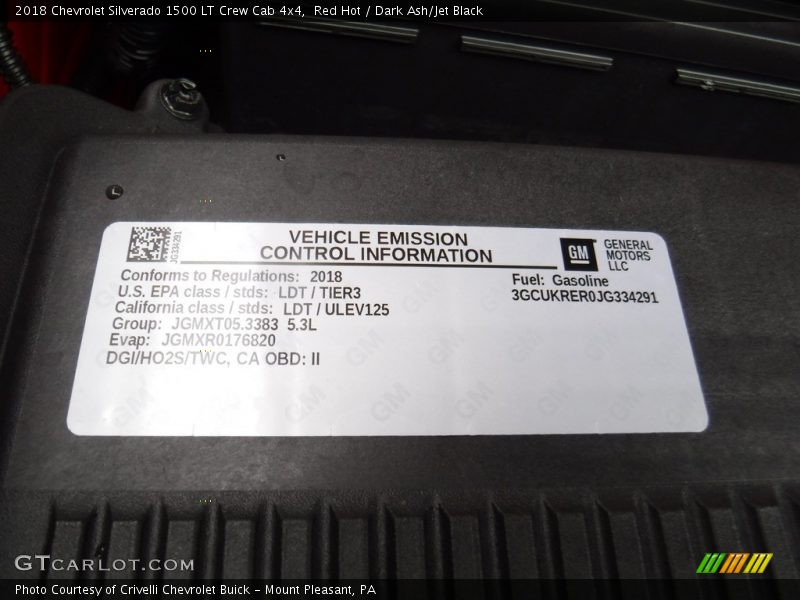 2018 Chevrolet Silverado 1500 LT Crew Cab 4x4,  Red Hot / Dark Ash/Jet Black
JG334291
VEHICLE EMISSION
CONTROL INFORMATION
GM
GENERAL
MOTORS
LLC
Conforms to Regulations: 2018
U.S. EPA class / stds: LDT / TIER3
California class / stds: LDT / ULEV125
Group: JGMXT05.3383 5.3L
Evap: JGMXR0176820
DGI/HO2S/TWC, CA OBD: II
Fuel: Gasoline
3GCUKRER0JG334291
GTCARLOT.COM
Photo Courtesy of Crivelli Chevrolet Buick – Mount Pleasant, PA